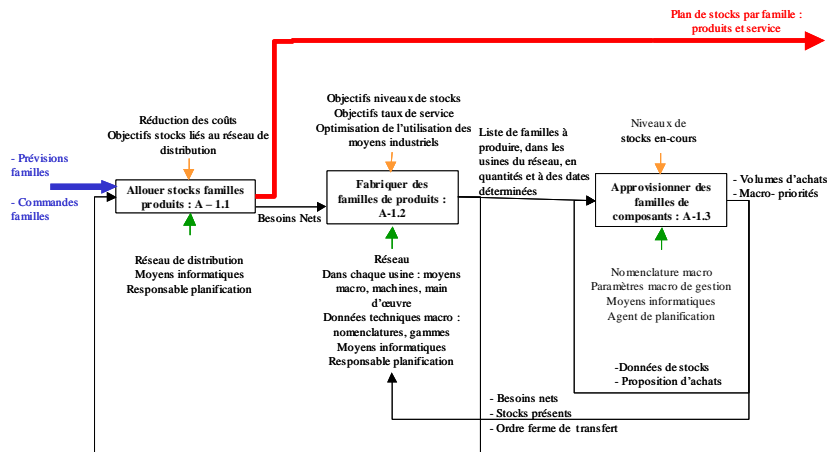 Plan de stocks par famille :
produits et service
Objectifs niveaux de stocks
Objectifs taux de service
Optimisation de l'utilisation des
moyens industriels
Réduction des coûts
Objectifs stocks liés au réseau de
distribution
Liste de familles à
produire, dans les
usines du réseau, en
quantités et à des dates
déterminées
Niveaux de
stocks en-cours
- Prévisions
familles
- Commandes
familles
Allouer stocks familles
produits : A – 1.1
Besoins Nets
Fabriquer des
familles de produits :
A-1.2
Approvisionner des
familles de
composants : A-1.3
- Volumes d'achats
- Macro- priorités
Réseau de distribution
Moyens informatiques
Responsable planification
Réseau
Dans chaque usine : moyens
macro, machines, main
d'œuvre
Données techniques macro :
nomenclatures, gammes
Moyens informatiques
Responsable planification
Nomenclature macro
Paramètres macro de gestion
Moyens informatiques
Agent de planification
-Données de stocks
- Proposition d'achats
- Besoins nets
- Stocks présents
- Ordre ferme de transfert